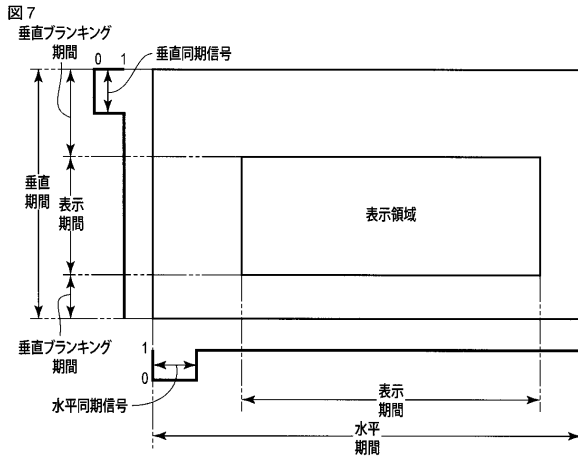 図7
垂直ブランキング
期間
0 1
垂直同期信号
垂直
期間
表示
期間
表示領域
垂直ブランキング
期間
1
0
水平同期信号
表示
期間
水平
期間